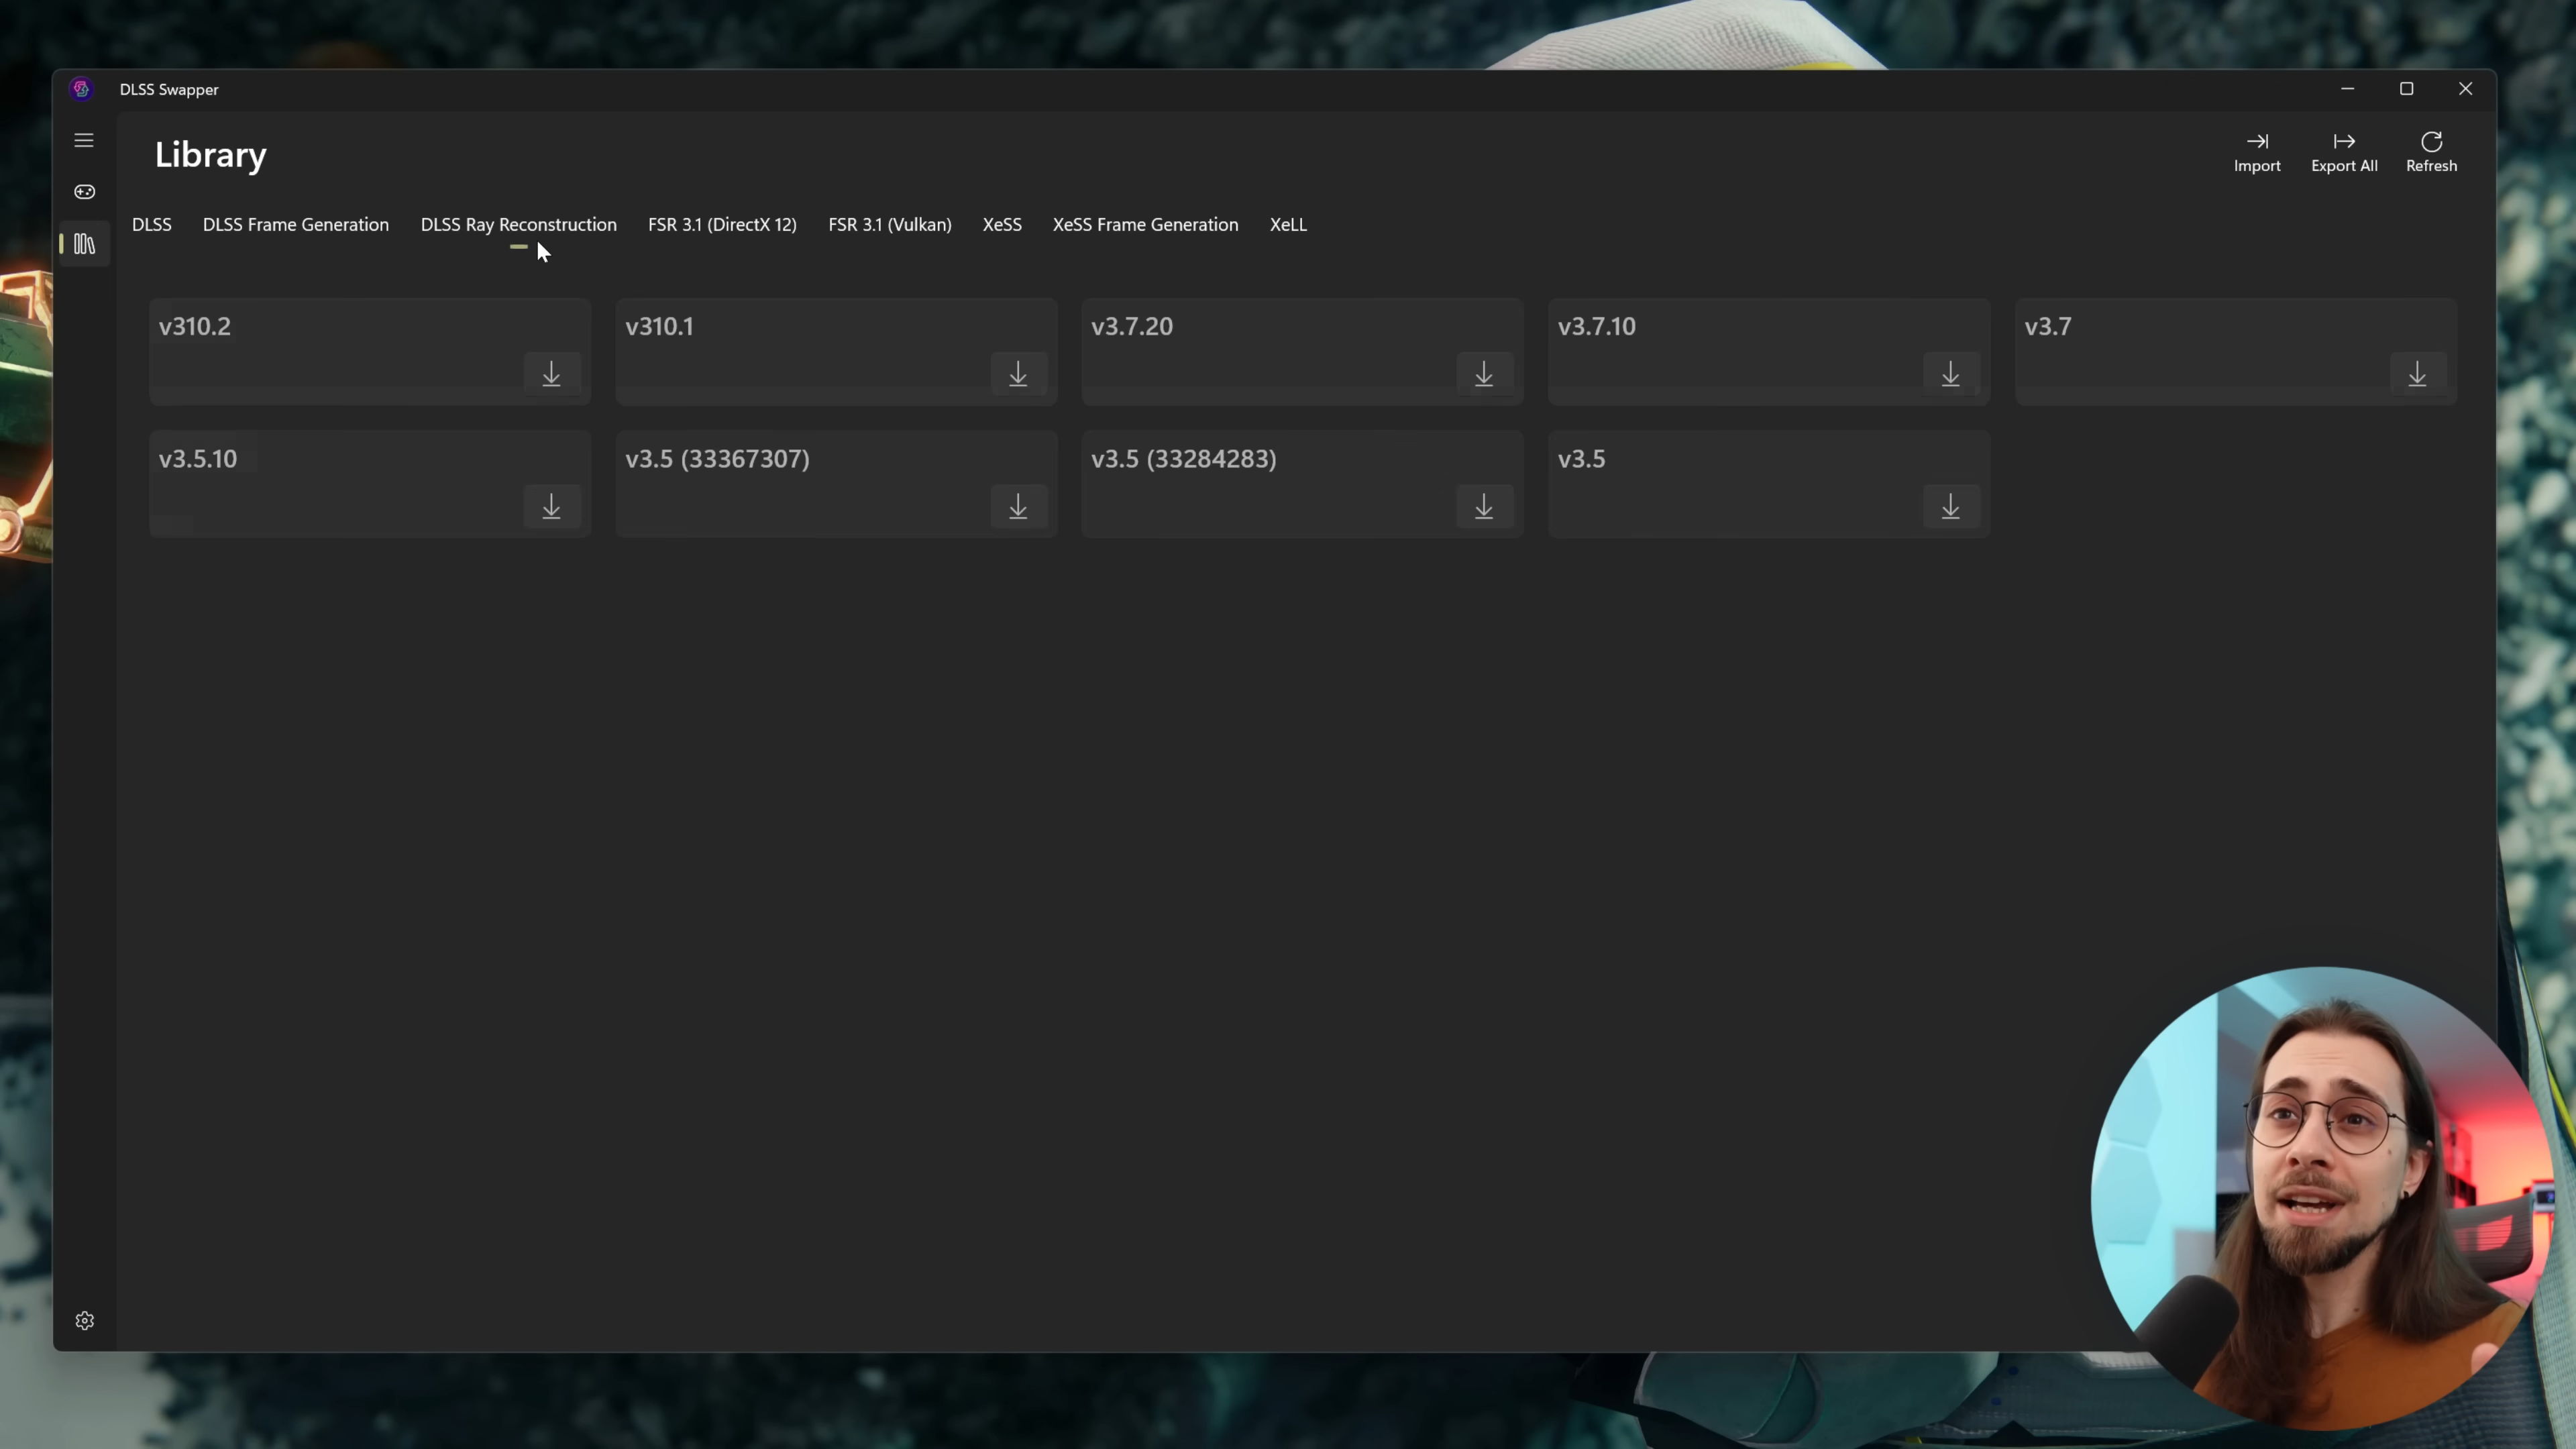 DLSS Swapper
Library
Import
Export All
Refresh
DLSS
DLSS Frame Generation
DLSS Ray Reconstruction
FSR 3.1 (DirectX 12)
FSR 3.1 (Vulkan)
XeSS
XeSS Frame Generation
XeLL
v310.2
v310.1
v3.7.20
v3.7.10
v3.7
v3.5.10
v3.5 (33367307)
v3.5 (33284283)
v3.5